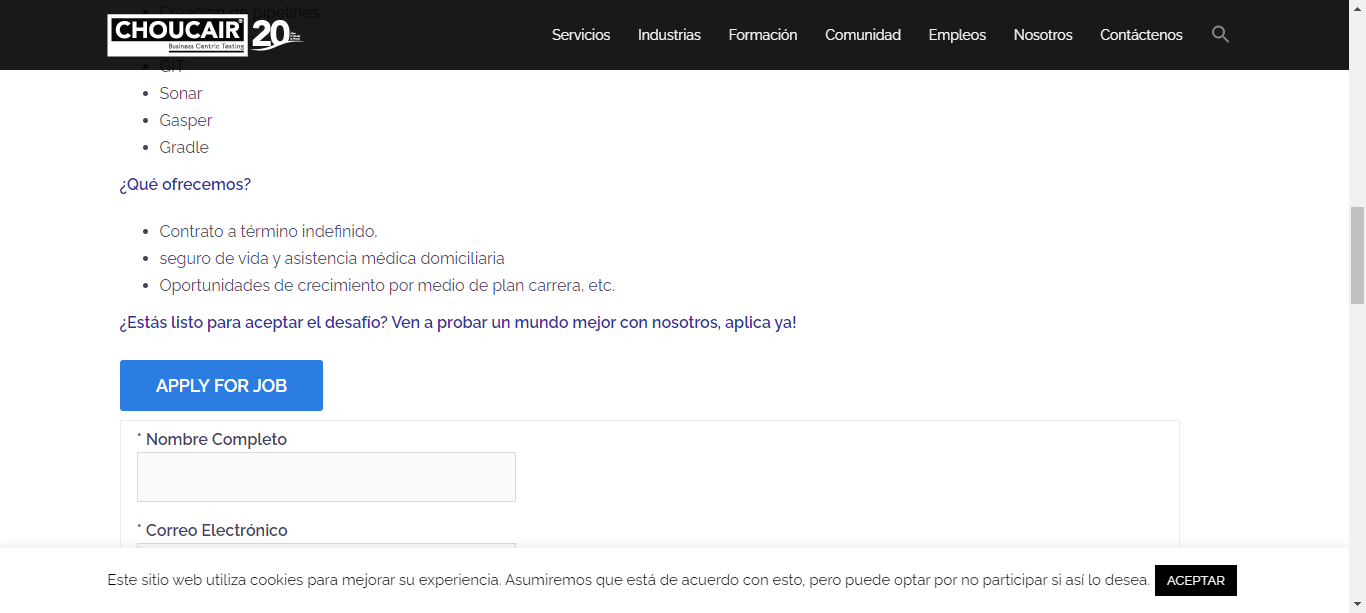 Creación de pipelines
CHOUCAIR
Business Centric Testing
20
Servicios Industrias Formación Comunidad Empleos Nosotros Contáctenos
GIT
Sonar
Gasper
Gradle
¿Qué ofrecemos?
Contrato a término indefinido,
seguro de vida y asistencia médica domiciliaria
Oportunidades de crecimiento por medio de plan carrera, etc.
¿Estás listo para aceptar el desafío? Ven a probar un mundo mejor con nosotros, aplica ya!
APPLY FOR JOB
* Nombre Completo
* Correo Electrónico
Este sitio web utiliza cookies para mejorar su experiencia. Asumiremos que está de acuerdo con esto, pero puede optar por no participar si así lo desea. ACEPTAR